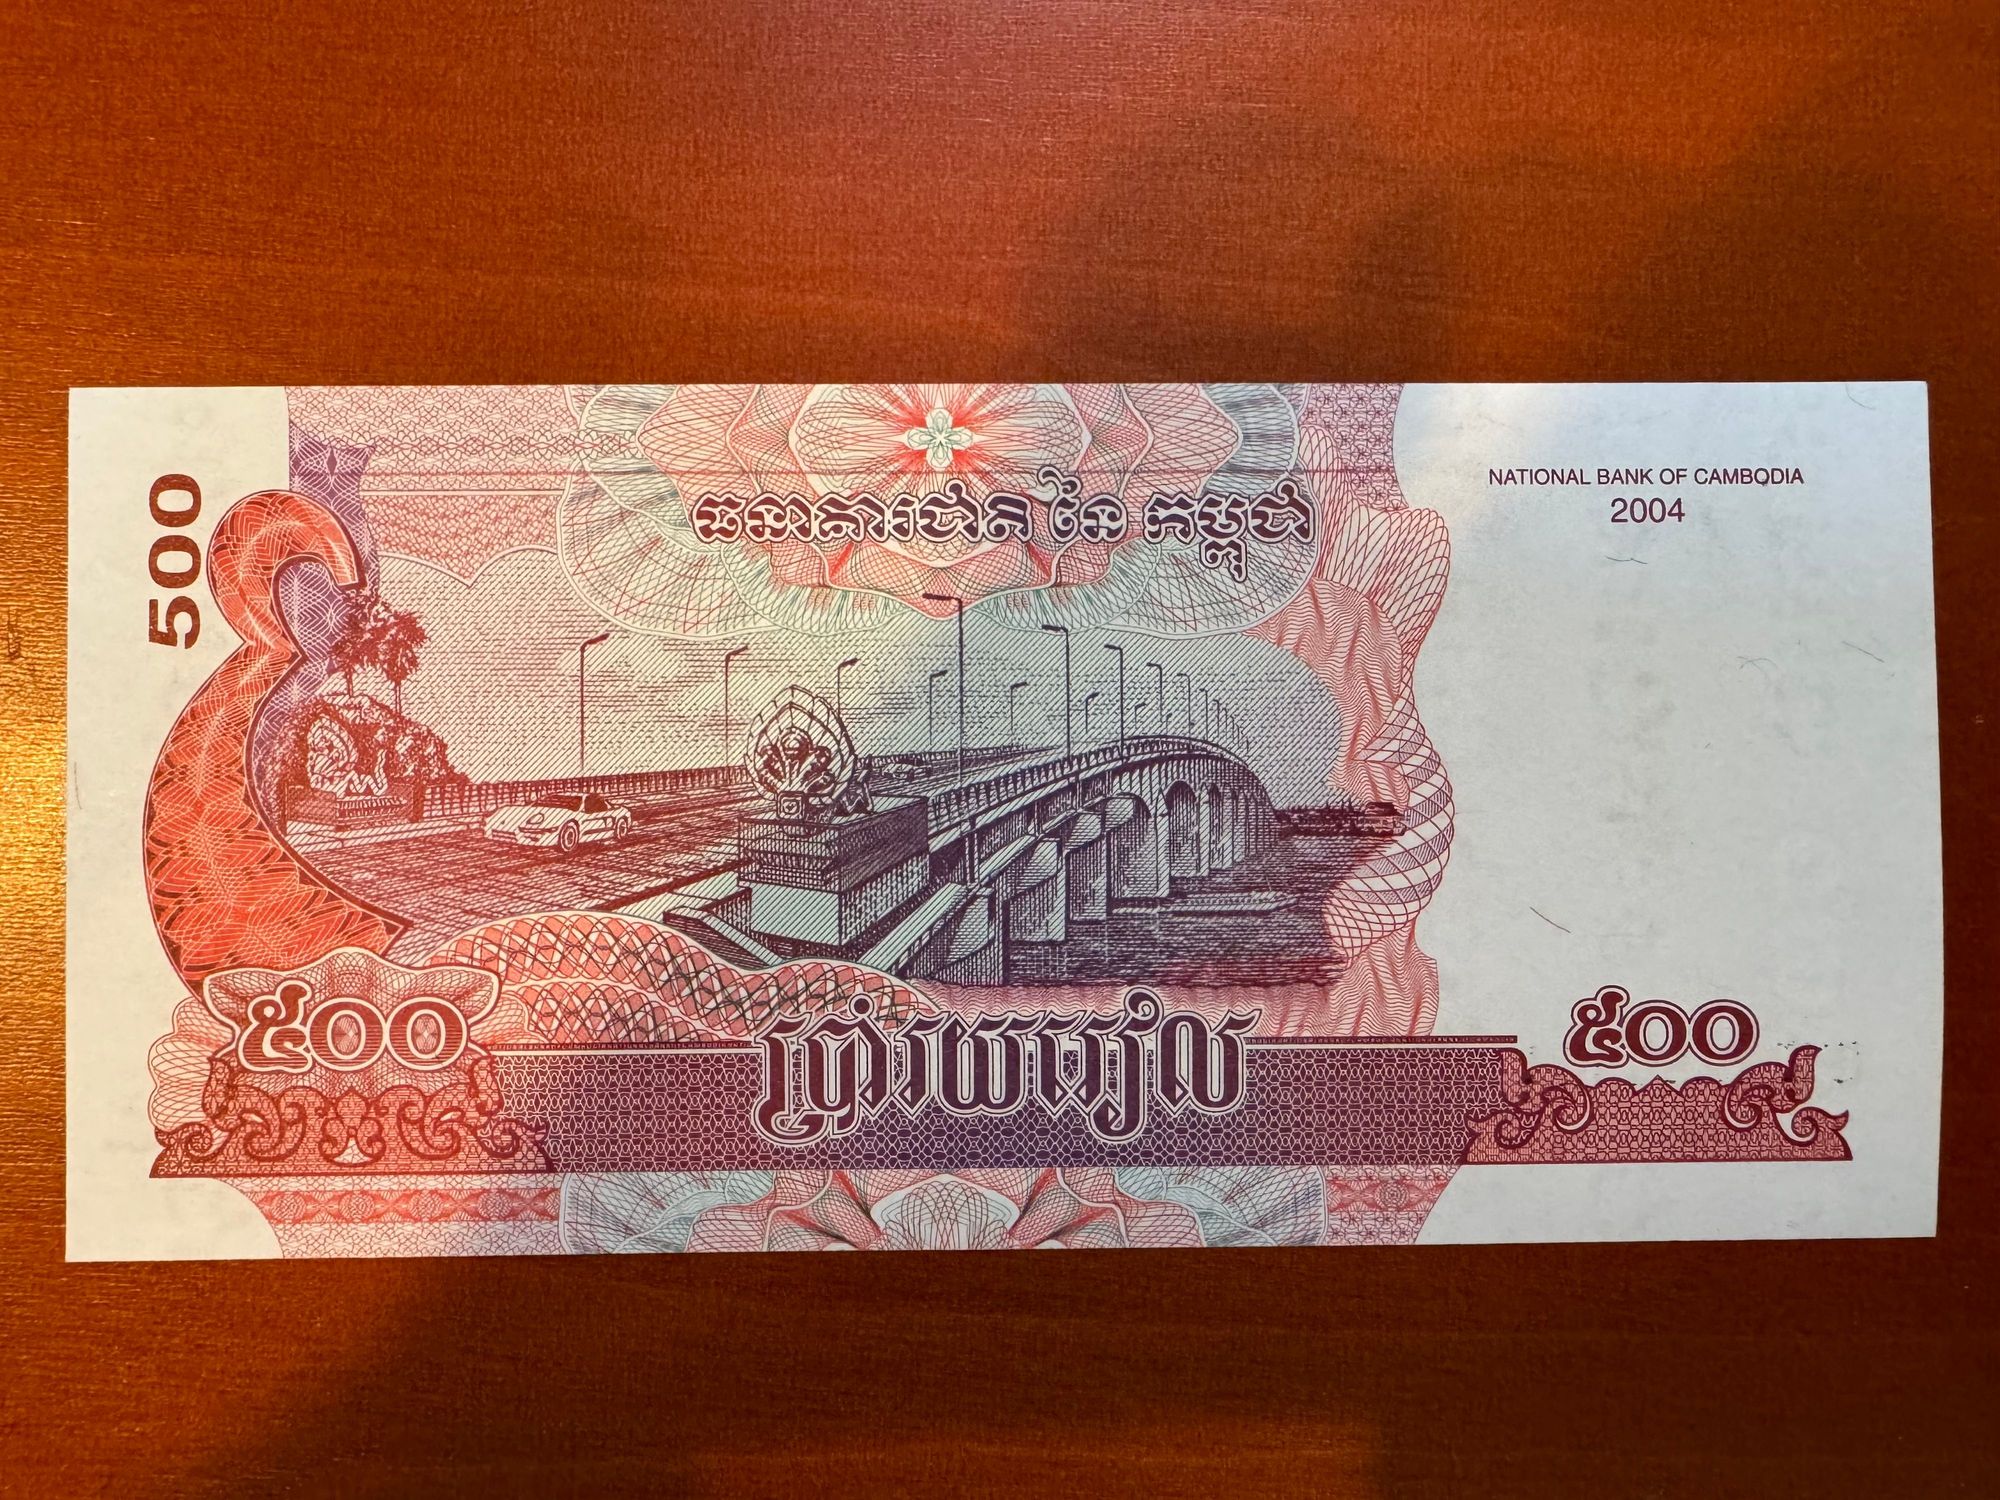 500
ធនាគារជាតិ នៃ កម្ពុជា
NATIONAL BANK OF CAMBODIA
2004
៥០០
ប្រាំរយរៀល
៥០០